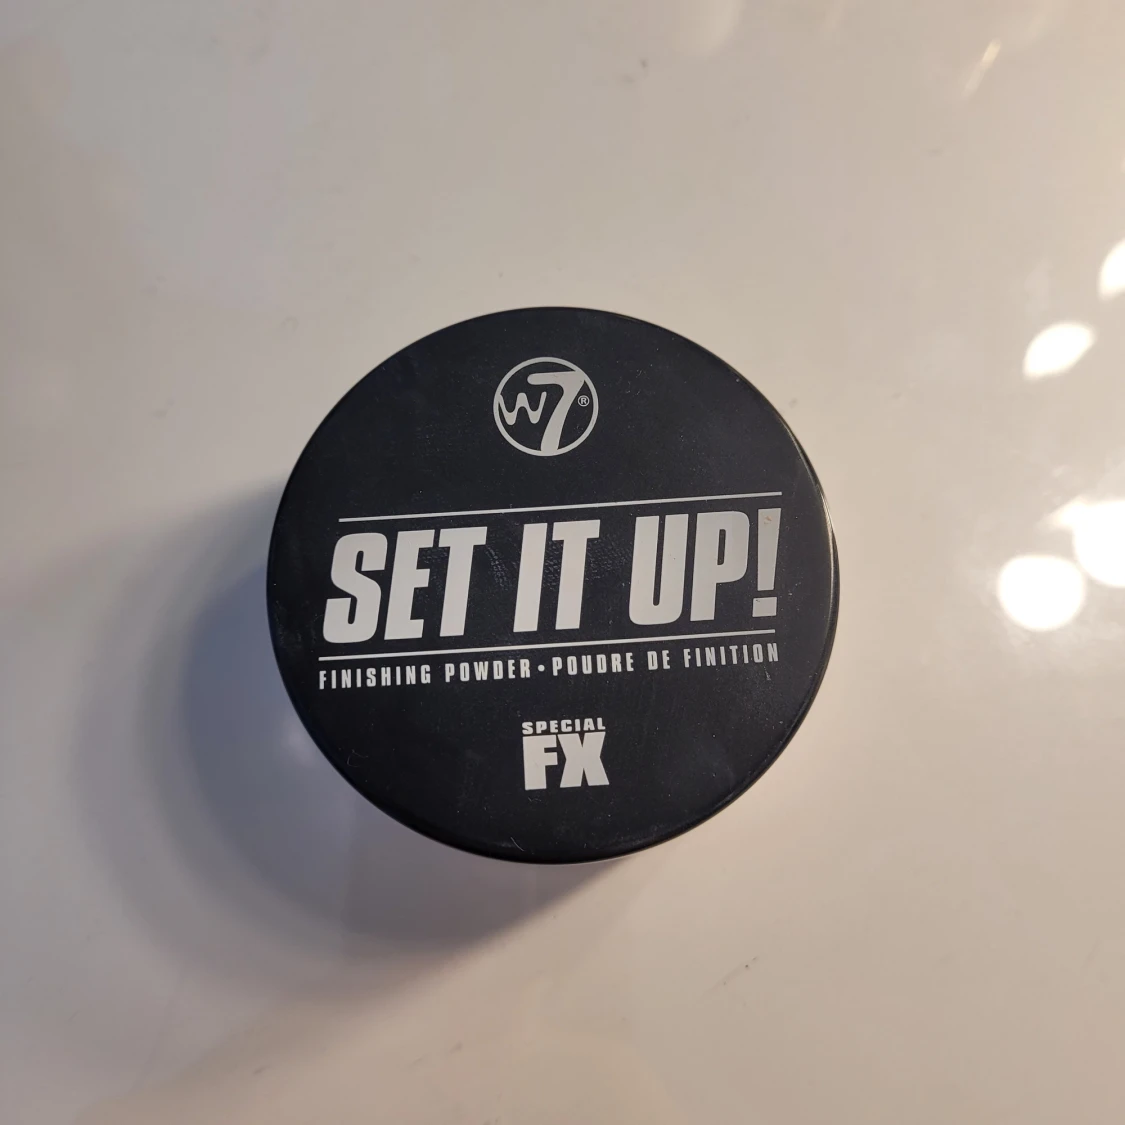 W7®
SET IT UP!
FINISHING POWDER • POUDRE DE FINITION
SPECIAL
FX